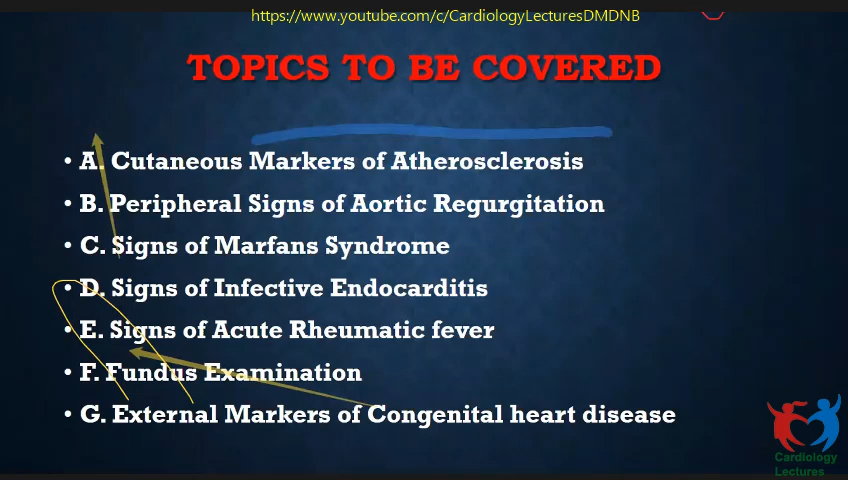 https://www.youtube.com/c/CardiologyLecturesDMDNB
TOPICS TO BE COVERED
• A. Cutaneous Markers of Atherosclerosis
• B. Peripheral Signs of Aortic Regurgitation
• C. Signs of Marfans Syndrome
• D. Signs of Infective Endocarditis
• E. Signs of Acute Rheumatic fever
• F. Fundus Examination
• G. External Markers of Congenital heart disease
Cardiology
Lectures